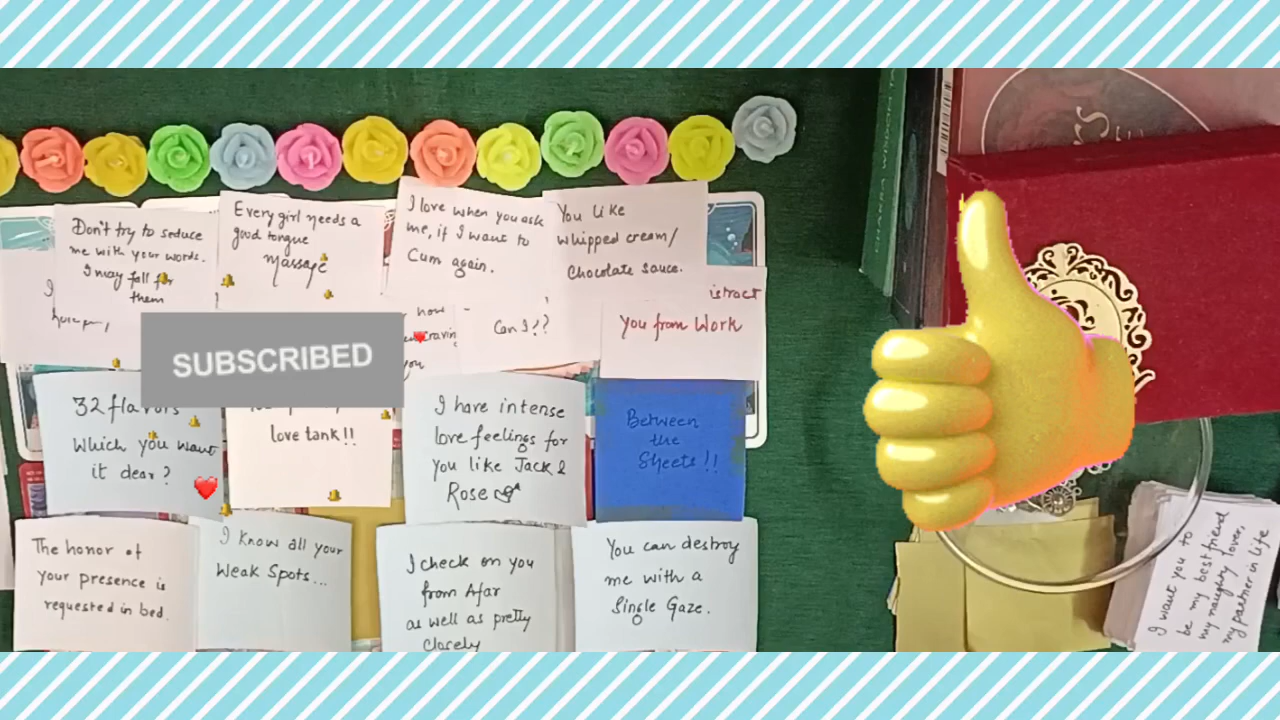 Don't try to seduce
me with your words.
I may fall for
them
Every girl needs a
good tongue
Massage
I love when you ask
me, if I want to
Cum again.
You Like
whipped cream/
Chocolate Sauce.
I
how
Can I??
you
istract
You from Work
SUBSCRIBED
32 flavors
Which you want
it dear?
love tank!!
I have intense
love feelings for
you like Jack &
Rose
Between
the
Sheets!!
The honor of
your presence is
requested in bed.
I know all your
Weak Spots...
I check on you
from Afar
as well as pretty
Closely
You can destroy
me with a
Single Gaze.
I want you to
be my best friend
my naughty lover,
my partner in life